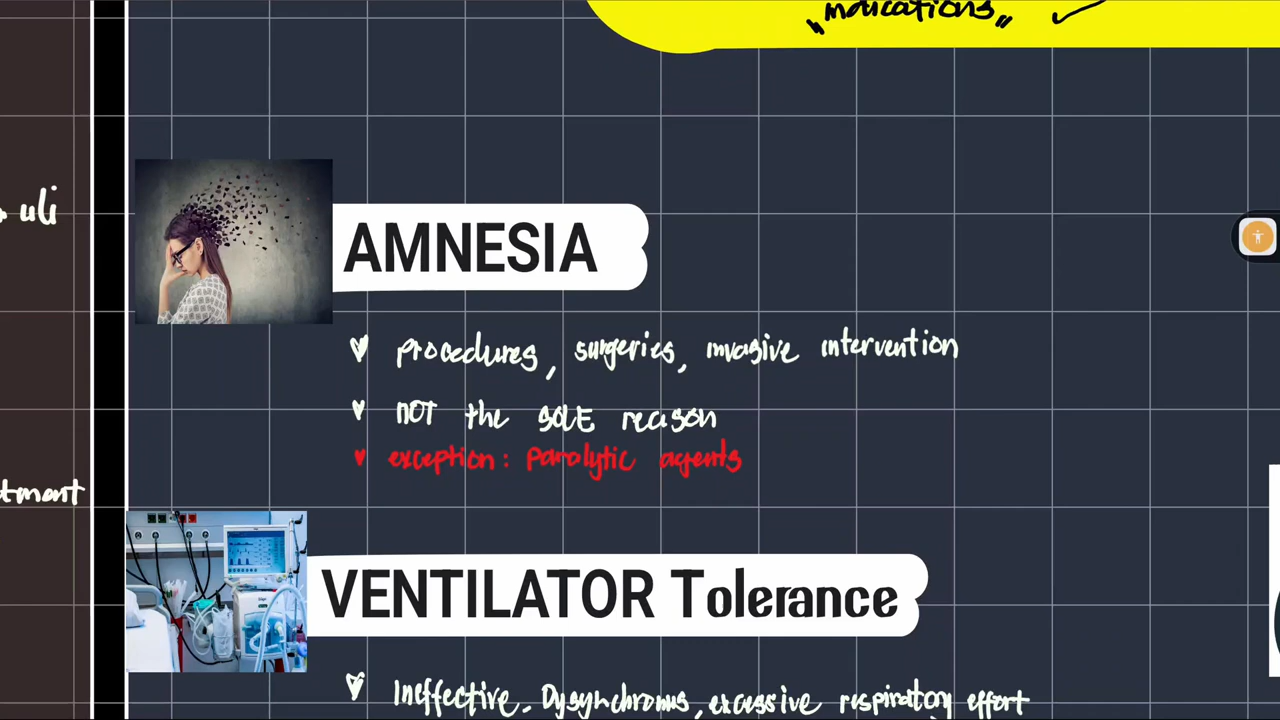 "indications"
uli
AMNESIA
procedures, surgeries, invasive intervention
NOT the SOLE reason
exception: paralytic agents
tment
VENTILATOR Tolerance
Ineffective, Dysynchronus, excessive respiratory effort